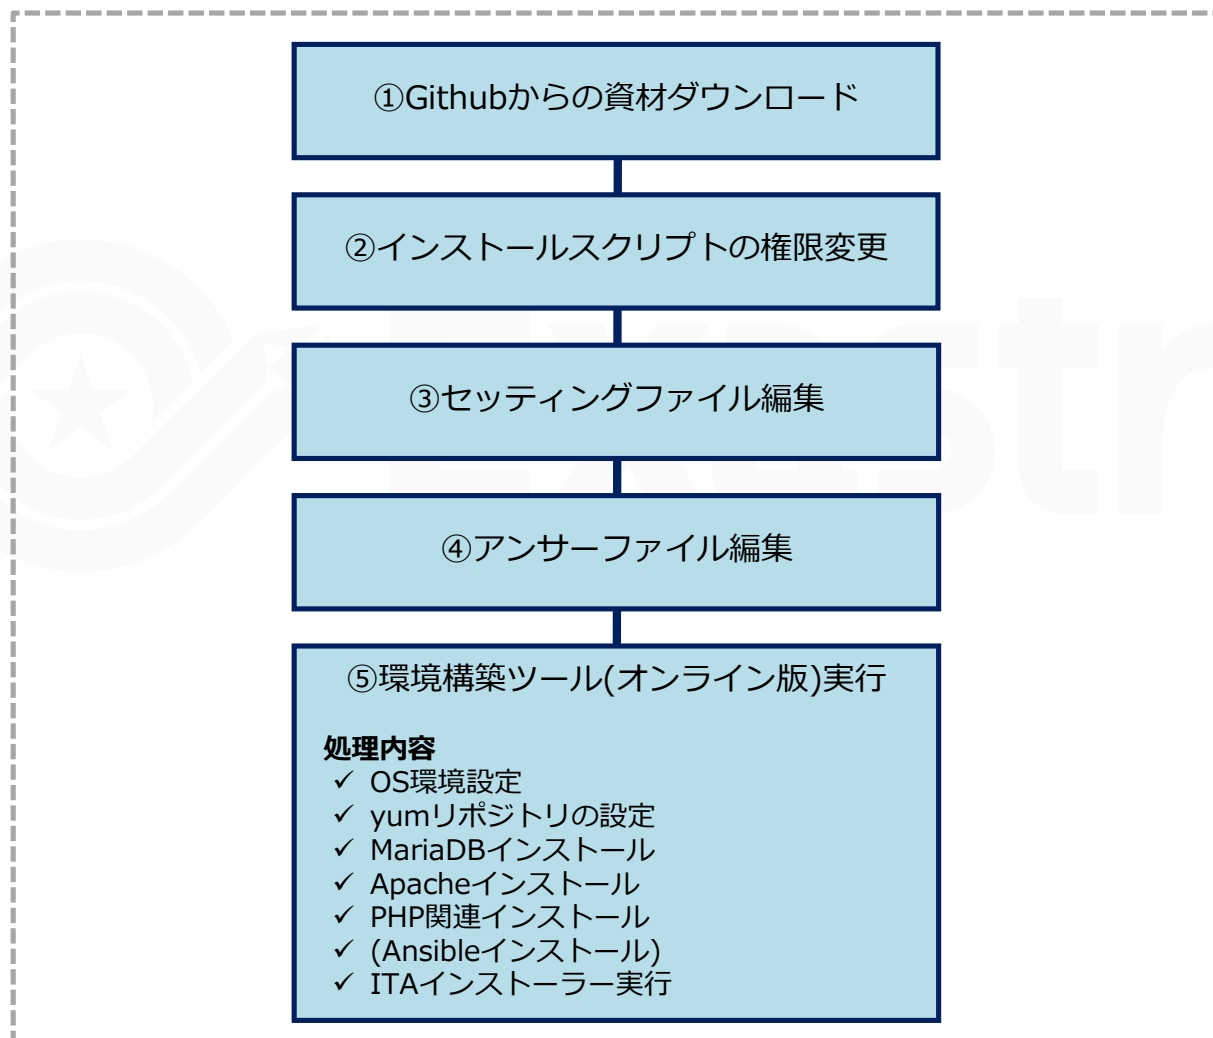 ①Githubからの資材ダウンロード
②インストールスクリプトの権限変更
③セッティングファイル編集
④アンサーファイル編集
⑤環境構築ツール(オンライン版)実行
処理内容
✓ OS環境設定
✓ yumリポジトリの設定
✓ MariaDBインストール
✓ Apacheインストール
✓ PHP関連インストール
✓ (Ansibleインストール)
✓ ITAインストーラー実行
Exastr